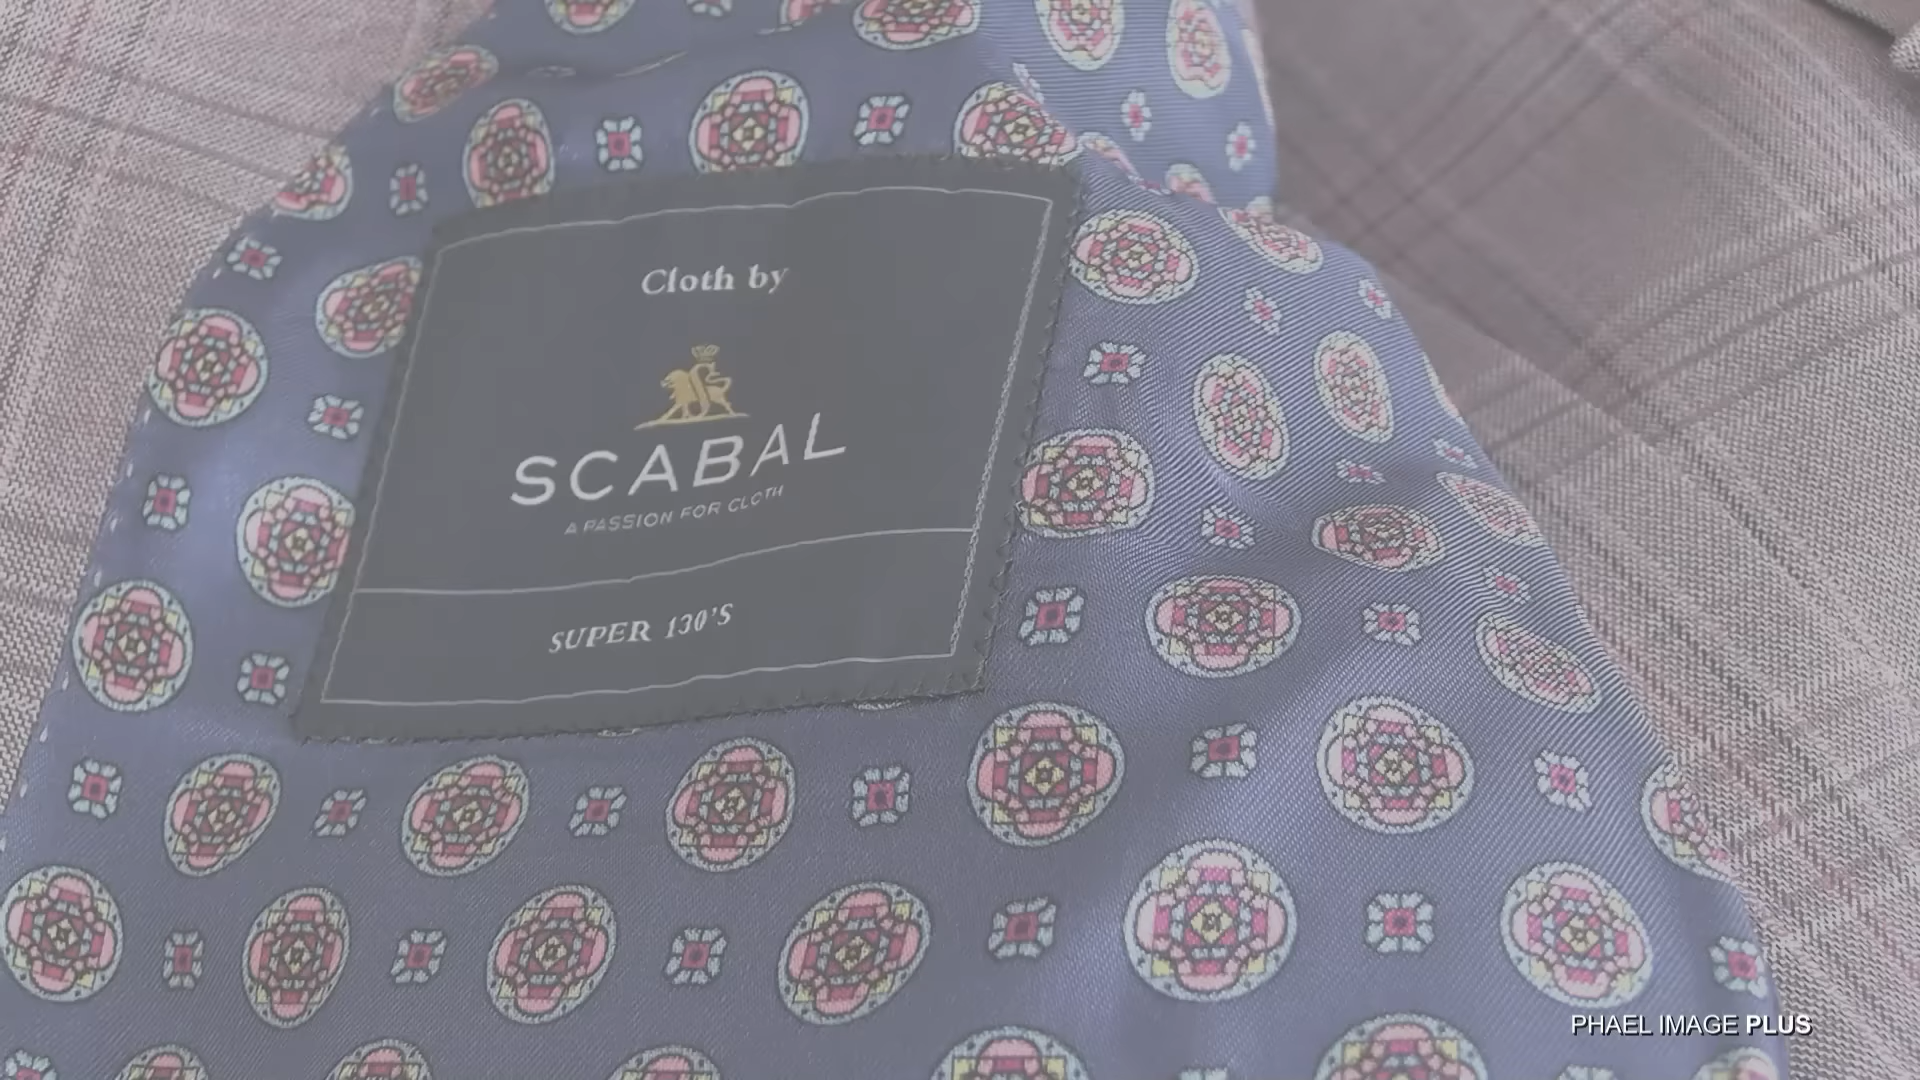 Cloth by
SCABAL
A PASSION FOR CLOTH
SUPER 130'S
PHAEL IMAGE PLUS